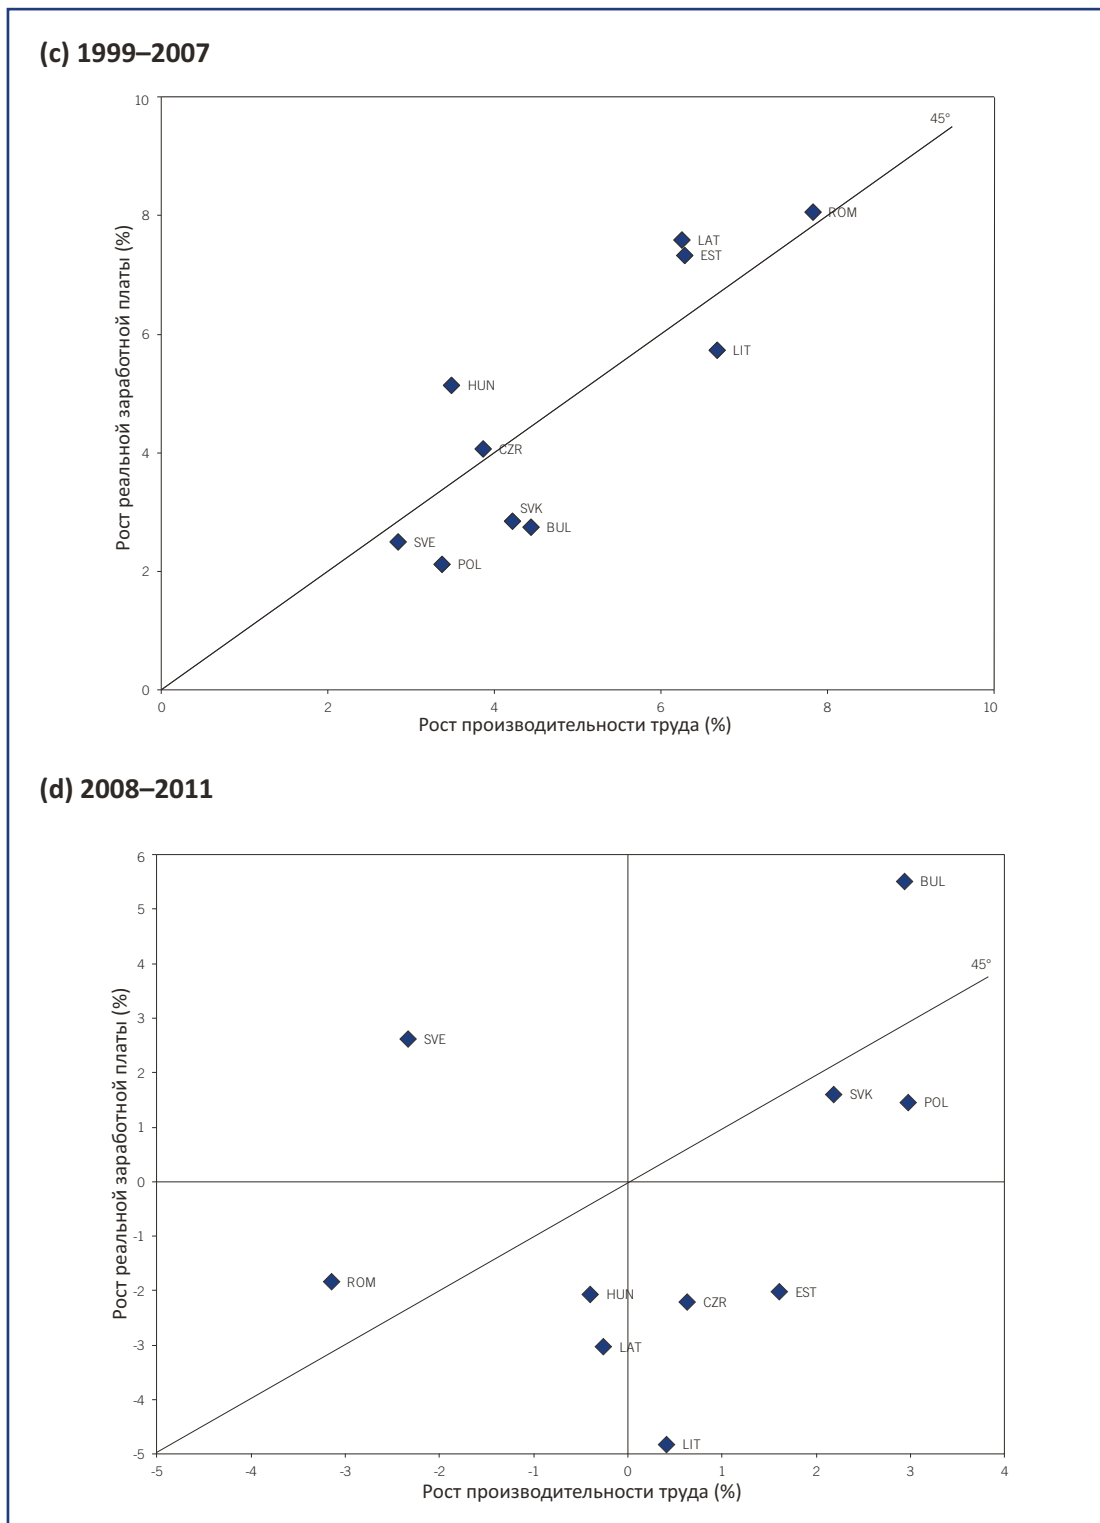 (c) 1999–2007
10
45°
8
ROM
LAT
EST
6
LIT
HUN
4
CZR
SVK
BUL
SVE
2
POL
0
0 2 4 6 8 10
Рост реальной заработной платы (%)
Рост производительности труда (%)
(d) 2008–2011
6
BUL
5
4
45°
3
SVE
2
SVK
POL
1
0
-1
ROM
-2
HUN
CZR
EST
-3
LAT
-4
LIT
-5
-5 -4 -3 -2 -1 0 1 2 3 4
Рост реальной заработной платы (%)
Рост производительности труда (%)